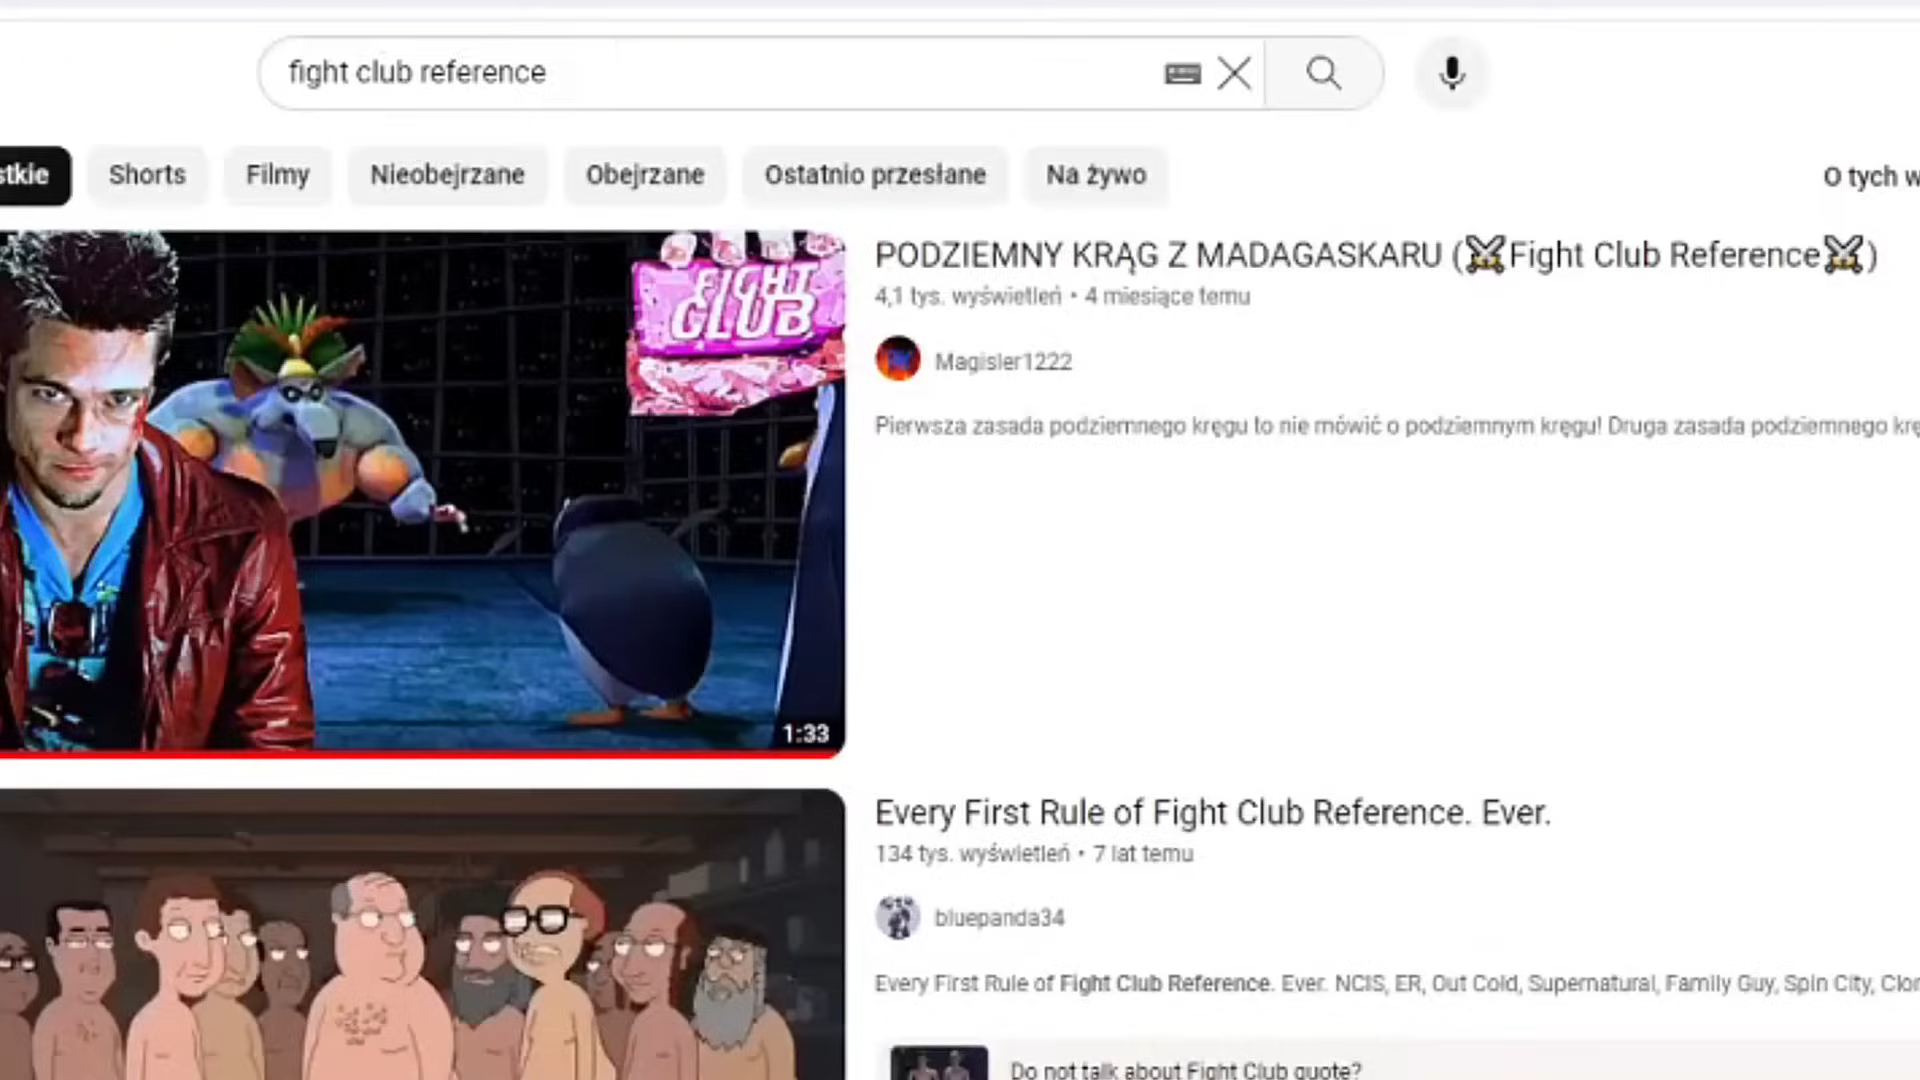 fight club reference
stkie
Shorts
Filmy
Nieobejrzane
Obejrzane
Ostatnio przesłane
Na żywo
O tych w
FIGHT
CLUB
1:33
PODZIEMNY KRĄG Z MADAGASKARU (⚔Fight Club Reference⚔)
4,1 tys. wyświetleń • 4 miesiące temu
Magisler1222
Pierwsza zasada podziemnego kręgu to nie mówić o podziemnym kręgu! Druga zasada podziemnego krę
Every First Rule of Fight Club Reference. Ever.
134 tys. wyświetleń • 7 lat temu
bluepanda34
Every First Rule of Fight Club Reference. Ever. NCIS, ER, Out Cold, Supernatural, Family Guy, Spin City, Clon
Do not talk about Fight Club quote?